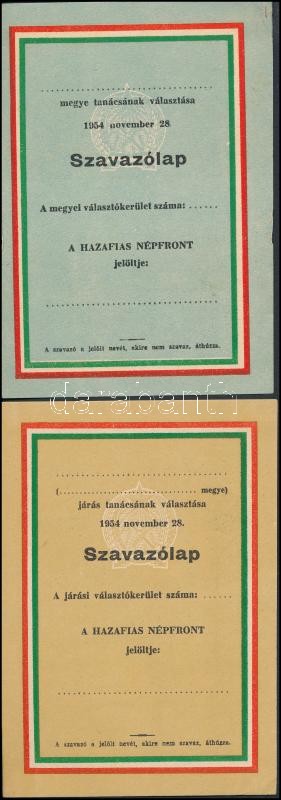 ................................................
megye tanácsának választása
1954 november 28.
Szavazólap
A megyei választókerület száma: ......
A HAZAFIAS NÉPFRONT
jelöltje:
................................................
A szavazó a jelölt nevét, akire nem szavaz, áthúzza.
darabanth
................................................
(................................................ megye)
járás tanácsának választása
1954 november 28.
Szavazólap
A járási választókerület száma: ......
A HAZAFIAS NÉPFRONT
jelöltje:
................................................
A szavazó a jelölt nevét, akire nem szavaz, áthúzza.